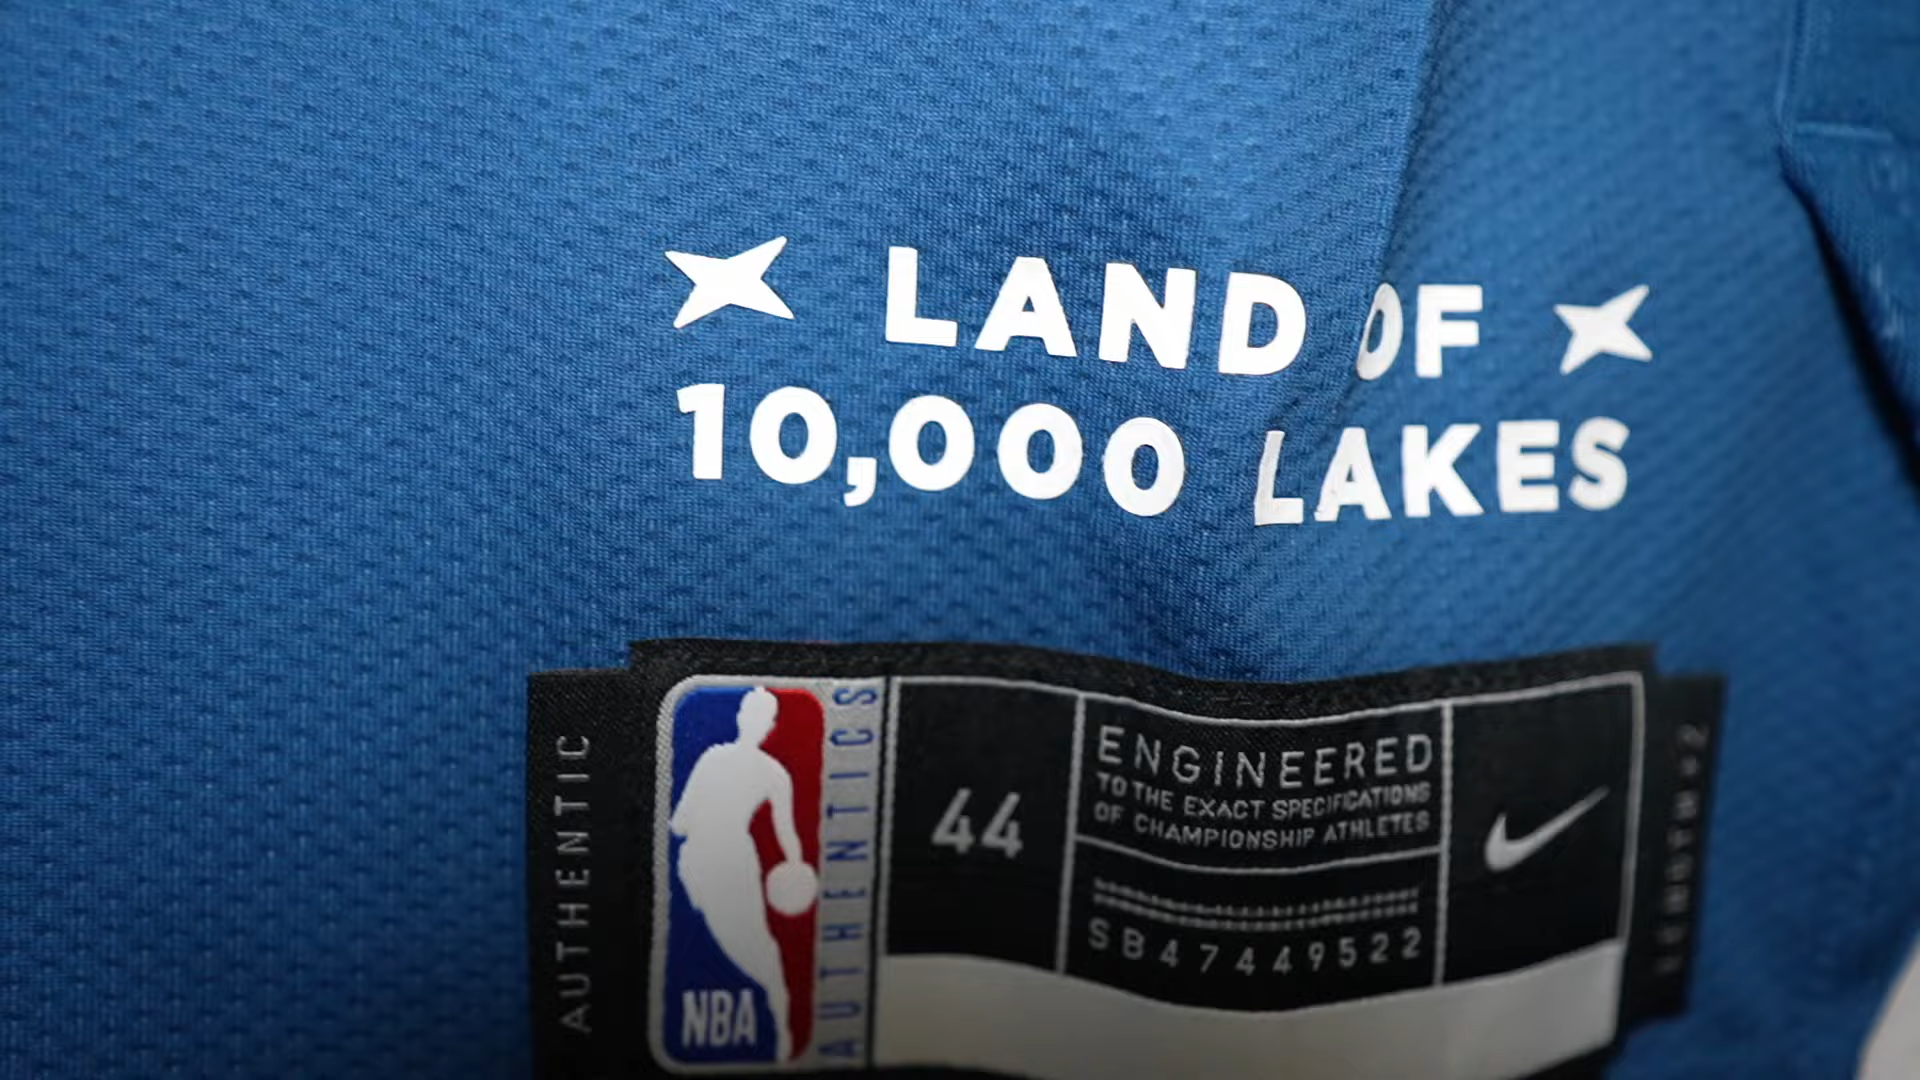 LAND OF
10,000 LAKES
AUTHENTIC
NBA
AUTHENTICS
44
ENGINEERED
TO THE EXACT SPECIFICATIONS
OF CHAMPIONSHIP ATHLETES
SB47449522